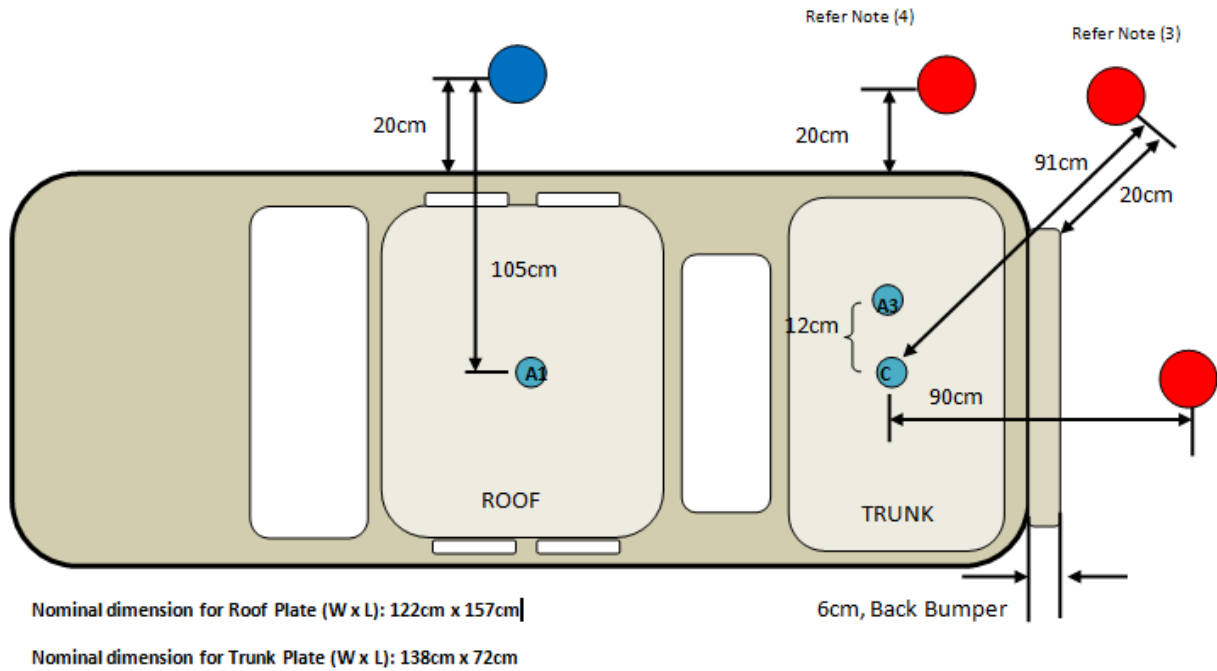 Refer Note (4)
Refer Note (3)
20cm
20cm
91cm
20cm
105cm
A3
12cm
A1
C
90cm
ROOF
TRUNK
Nominal dimension for Roof Plate (W x L): 122cm x 157cm
6cm, Back Bumper
Nominal dimension for Trunk Plate (W x L): 138cm x 72cm